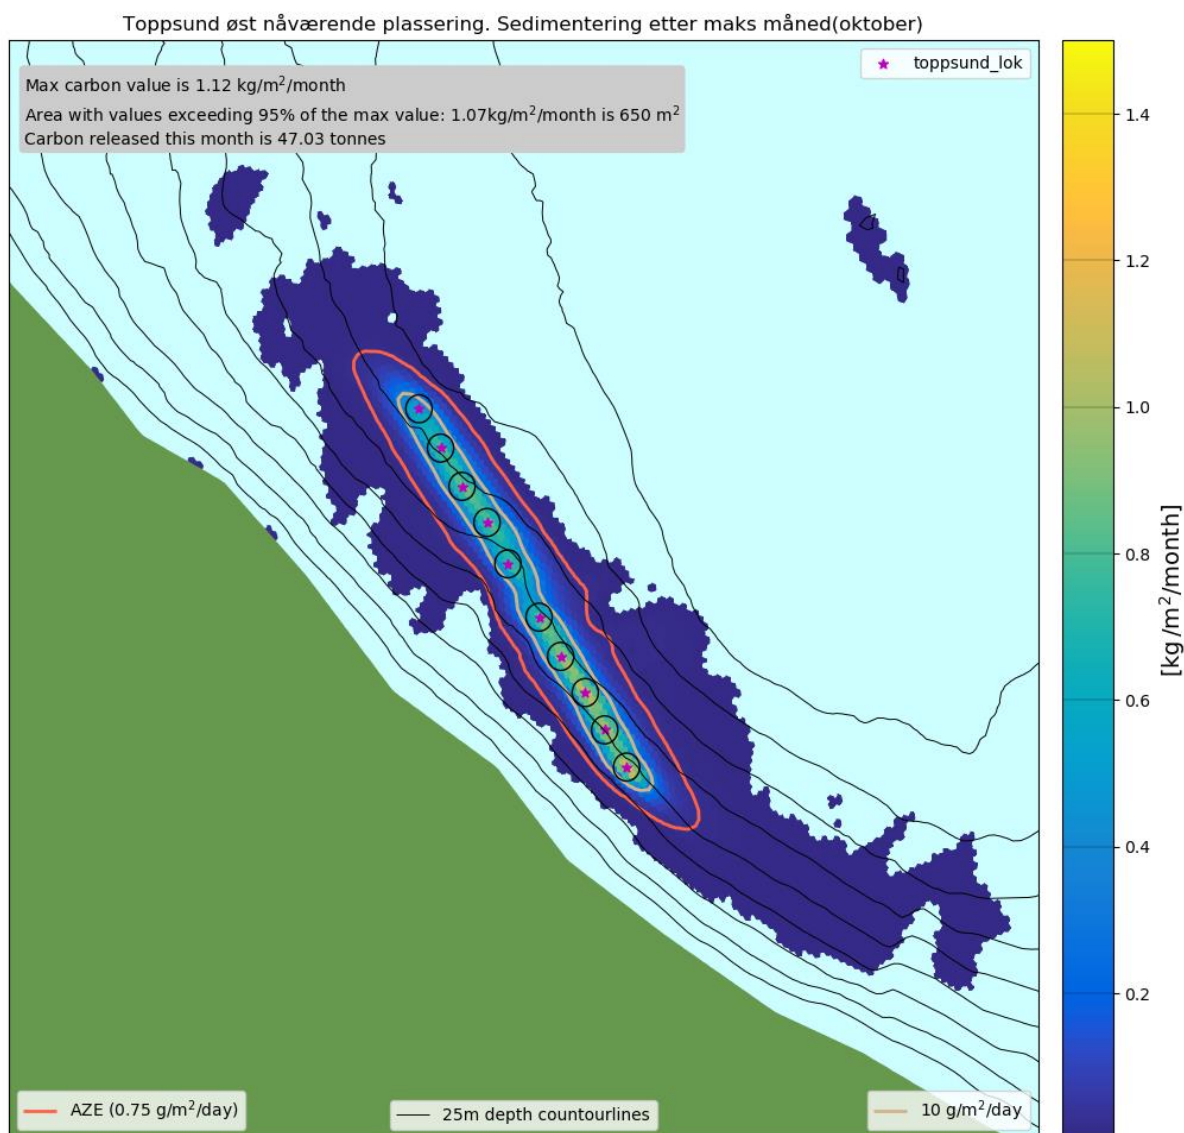 Toppsund øst nåværende plassering. Sedimentering etter maks måned(oktober)
Max carbon value is 1.12 kg/m²/month
Area with values exceeding 95% of the max value: 1.07kg/m²/month is 650 m²
Carbon released this month is 47.03 tonnes
toppsund_lok
1.4
1.2
1.0
0.8
0.6
0.4
0.2
[kg/m²/month]
AZE (0.75 g/m²/day)
25m depth countourlines
10 g/m²/day